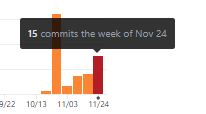 15 commits the week of Nov 24
9/22 10/13 11/03 11/24